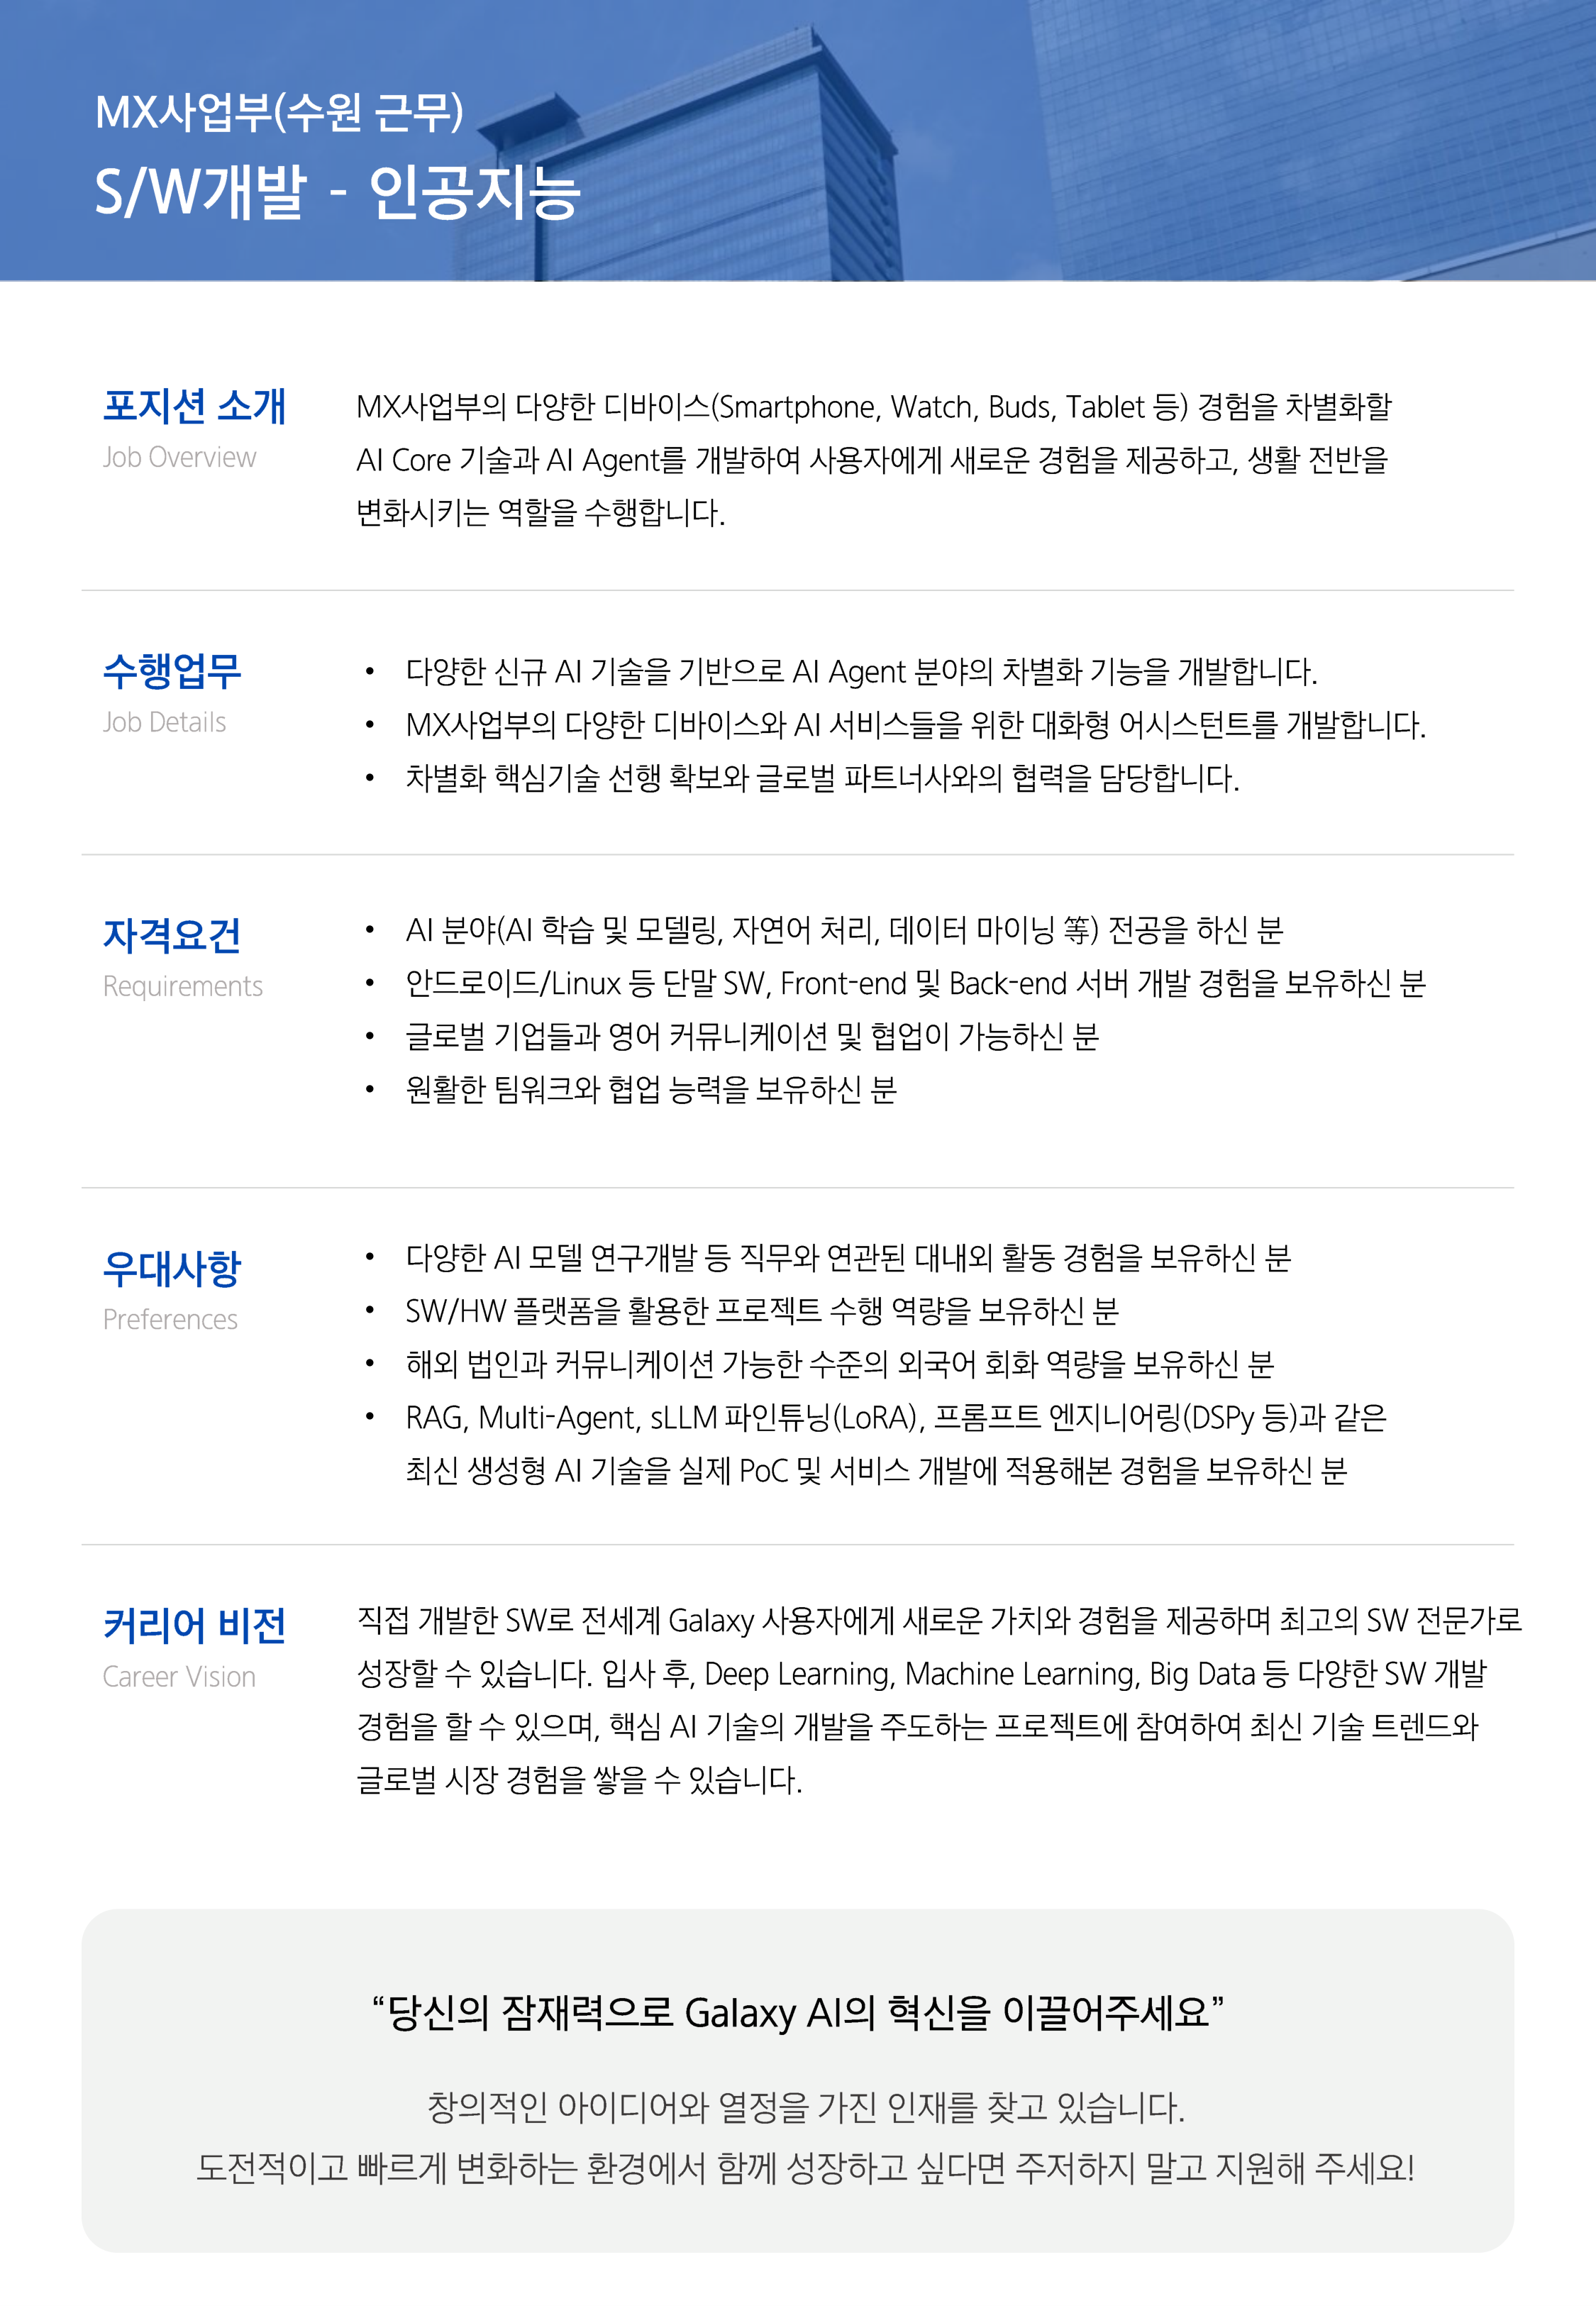 MX사업부(수원 근무)
S/W개발 - 인공지능
포지션 소개
Job Overview
MX사업부의 다양한 디바이스(Smartphone, Watch, Buds, Tablet 등) 경험을 차별화할
AI Core 기술과 AI Agent를 개발하여 사용자에게 새로운 경험을 제공하고, 생활 전반을
변화시키는 역할을 수행합니다.
수행업무
Job Details
• 다양한 신규 AI 기술을 기반으로 AI Agent 분야의 차별화 기능을 개발합니다.
• MX사업부의 다양한 디바이스와 AI 서비스들을 위한 대화형 어시스턴트를 개발합니다.
• 차별화 핵심기술 선행 확보와 글로벌 파트너사와의 협력을 담당합니다.
자격요건
Requirements
• AI 분야(AI 학습 및 모델링, 자연어 처리, 데이터 마이닝 等) 전공을 하신 분
• 안드로이드/Linux 등 단말 SW, Front-end 및 Back-end 서버 개발 경험을 보유하신 분
• 글로벌 기업들과 영어 커뮤니케이션 및 협업이 가능하신 분
• 원활한 팀워크와 협업 능력을 보유하신 분
우대사항
Preferences
• 다양한 AI 모델 연구개발 등 직무와 연관된 대내외 활동 경험을 보유하신 분
• SW/HW 플랫폼을 활용한 프로젝트 수행 역량을 보유하신 분
• 해외 법인과 커뮤니케이션 가능한 수준의 외국어 회화 역량을 보유하신 분
• RAG, Multi-Agent, sLLM 파인튜닝(LoRA), 프롬프트 엔지니어링(DSPy 등)과 같은
최신 생성형 AI 기술을 실제 PoC 및 서비스 개발에 적용해본 경험을 보유하신 분
커리어 비전
Career Vision
직접 개발한 SW로 전세계 Galaxy 사용자에게 새로운 가치와 경험을 제공하며 최고의 SW 전문가로
성장할 수 있습니다. 입사 후, Deep Learning, Machine Learning, Big Data 등 다양한 SW 개발
경험을 할 수 있으며, 핵심 AI 기술의 개발을 주도하는 프로젝트에 참여하여 최신 기술 트렌드와
글로벌 시장 경험을 쌓을 수 있습니다.
“당신의 잠재력으로 Galaxy AI의 혁신을 이끌어주세요”
창의적인 아이디어와 열정을 가진 인재를 찾고 있습니다.
도전적이고 빠르게 변화하는 환경에서 함께 성장하고 싶다면 주저하지 말고 지원해 주세요!